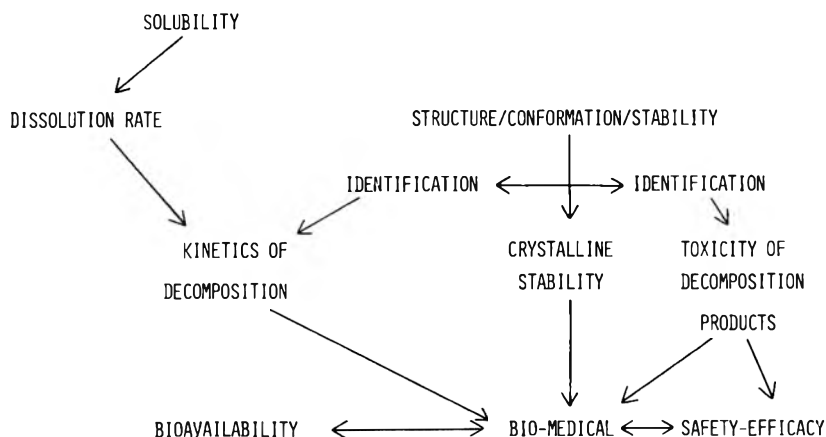 SOLUBILITY
DISSOLUTION RATE
STRUCTURE/CONFORMATION/STABILITY
IDENTIFICATION
IDENTIFICATION
KINETICS OF
DECOMPOSITION
CRYSTALLINE
STABILITY
TOXICITY OF
DECOMPOSITION
PRODUCTS
BIOAVAILABILITY
BIO-MEDICAL
SAFETY-EFFICACY